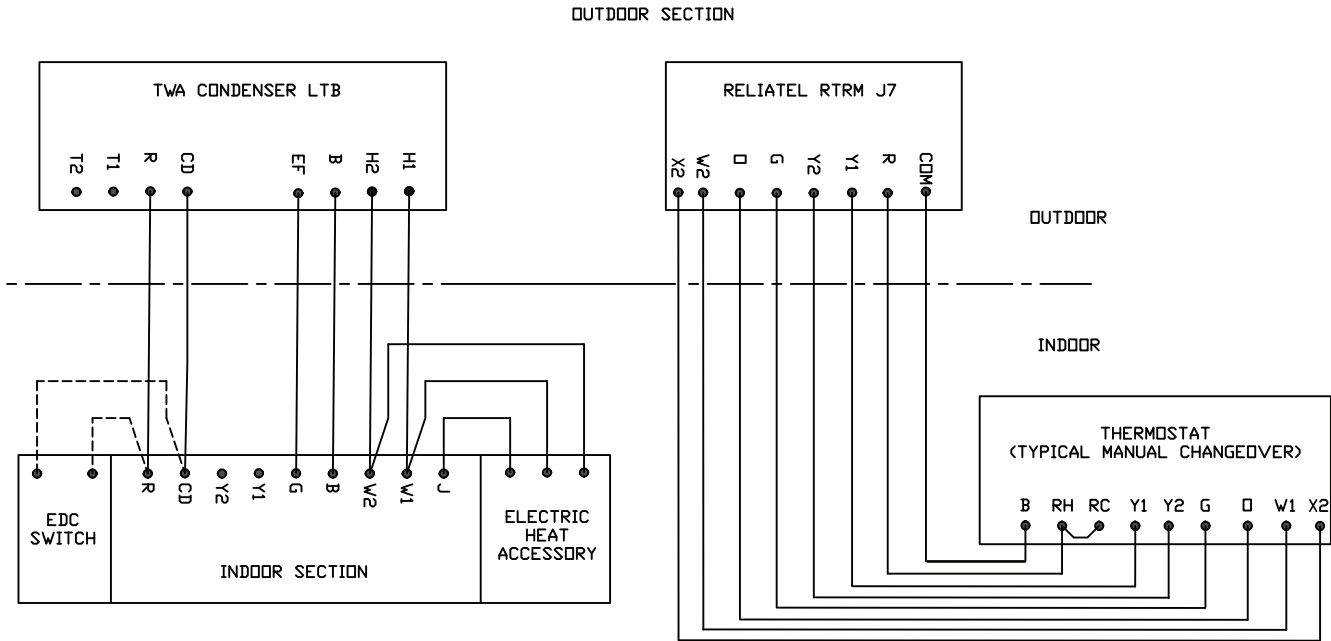 OUTDOOR SECTION
TWA CONDENSER LTB
T2 T1 R CD EF B H2 H1
RELIATEL RTRM J7
X2 W2 O G Y2 Y1 R COM
OUTDOOR
INDOOR
THERMOSTAT
(TYPICAL MANUAL CHANGEOVER)
B RH RC Y1 Y2 G O W1 X2
R CD Y2 Y1 G B W2 W1 J
EDC
SWITCH
INDOOR SECTION
ELECTRIC
HEAT
ACCESSORY